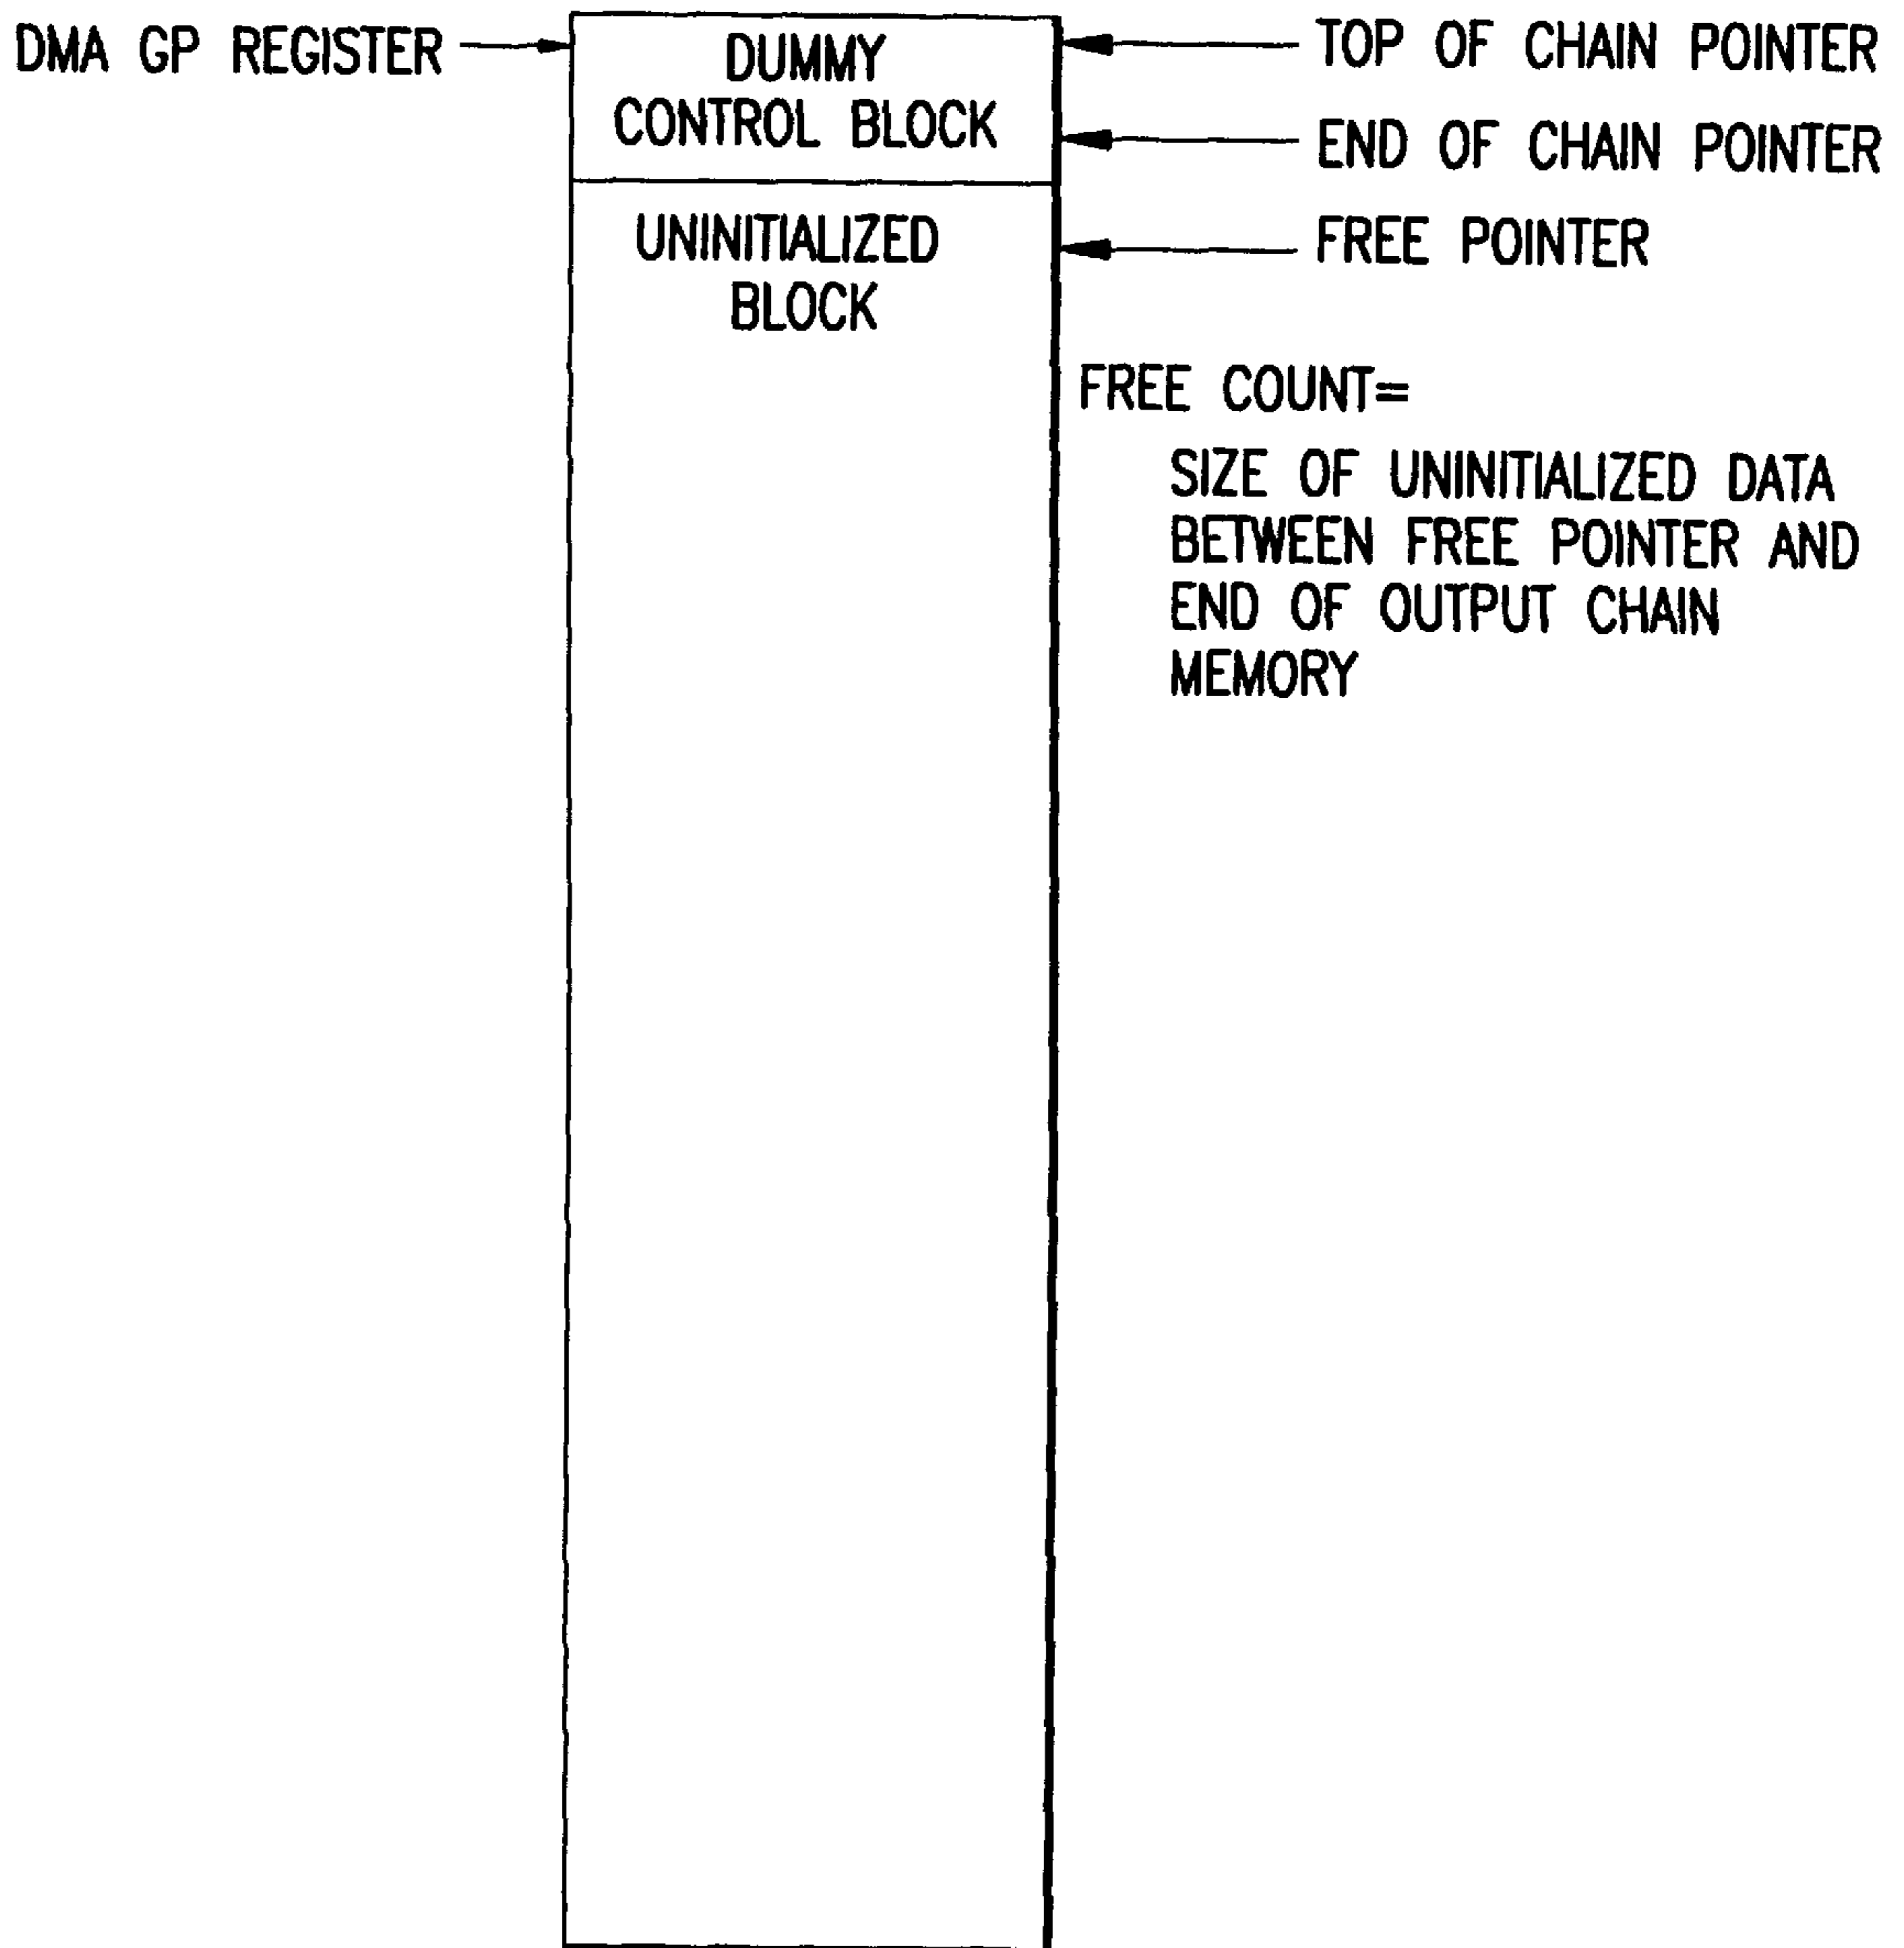 DMA GP REGISTER
DUMMY
CONTROL BLOCK
TOP OF CHAIN POINTER
END OF CHAIN POINTER
UNINITIALIZED
BLOCK
FREE POINTER
FREE COUNT=
SIZE OF UNINITIALIZED DATA
BETWEEN FREE POINTER AND
END OF OUTPUT CHAIN
MEMORY